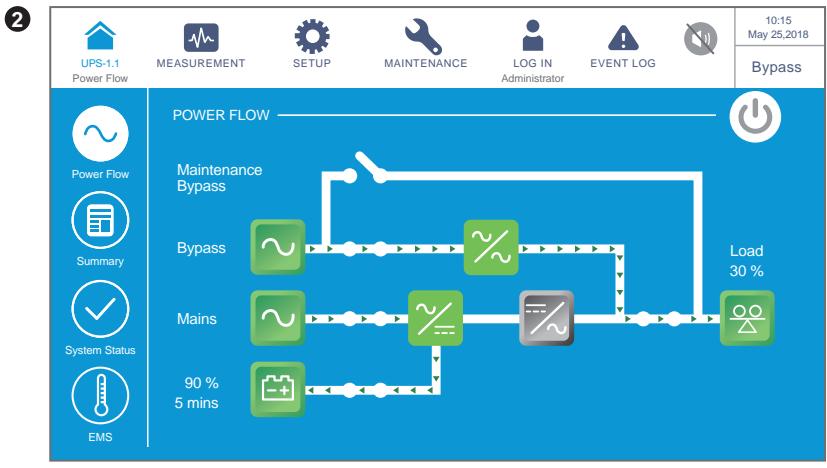 2
10:15
May 25,2018
Bypass
UPS-1.1
Power Flow
MEASUREMENT
SETUP
MAINTENANCE
LOG IN
Administrator
EVENT LOG
POWER FLOW
Power Flow
Summary
System Status
EMS
Maintenance
Bypass
Bypass
Mains
90 %
5 mins
Load
30 %